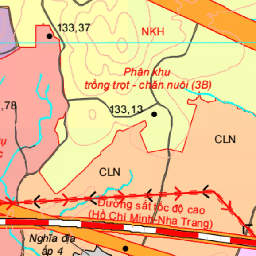 133,37
NKH
Phân khu
trồng trọt - chăn nuôi (3B)
,78
133,13
CLN
CLN
Đường sắt tốc độ cao
(Hồ Chí Minh-Nha Trang)
Nghĩa địa
ấp 4